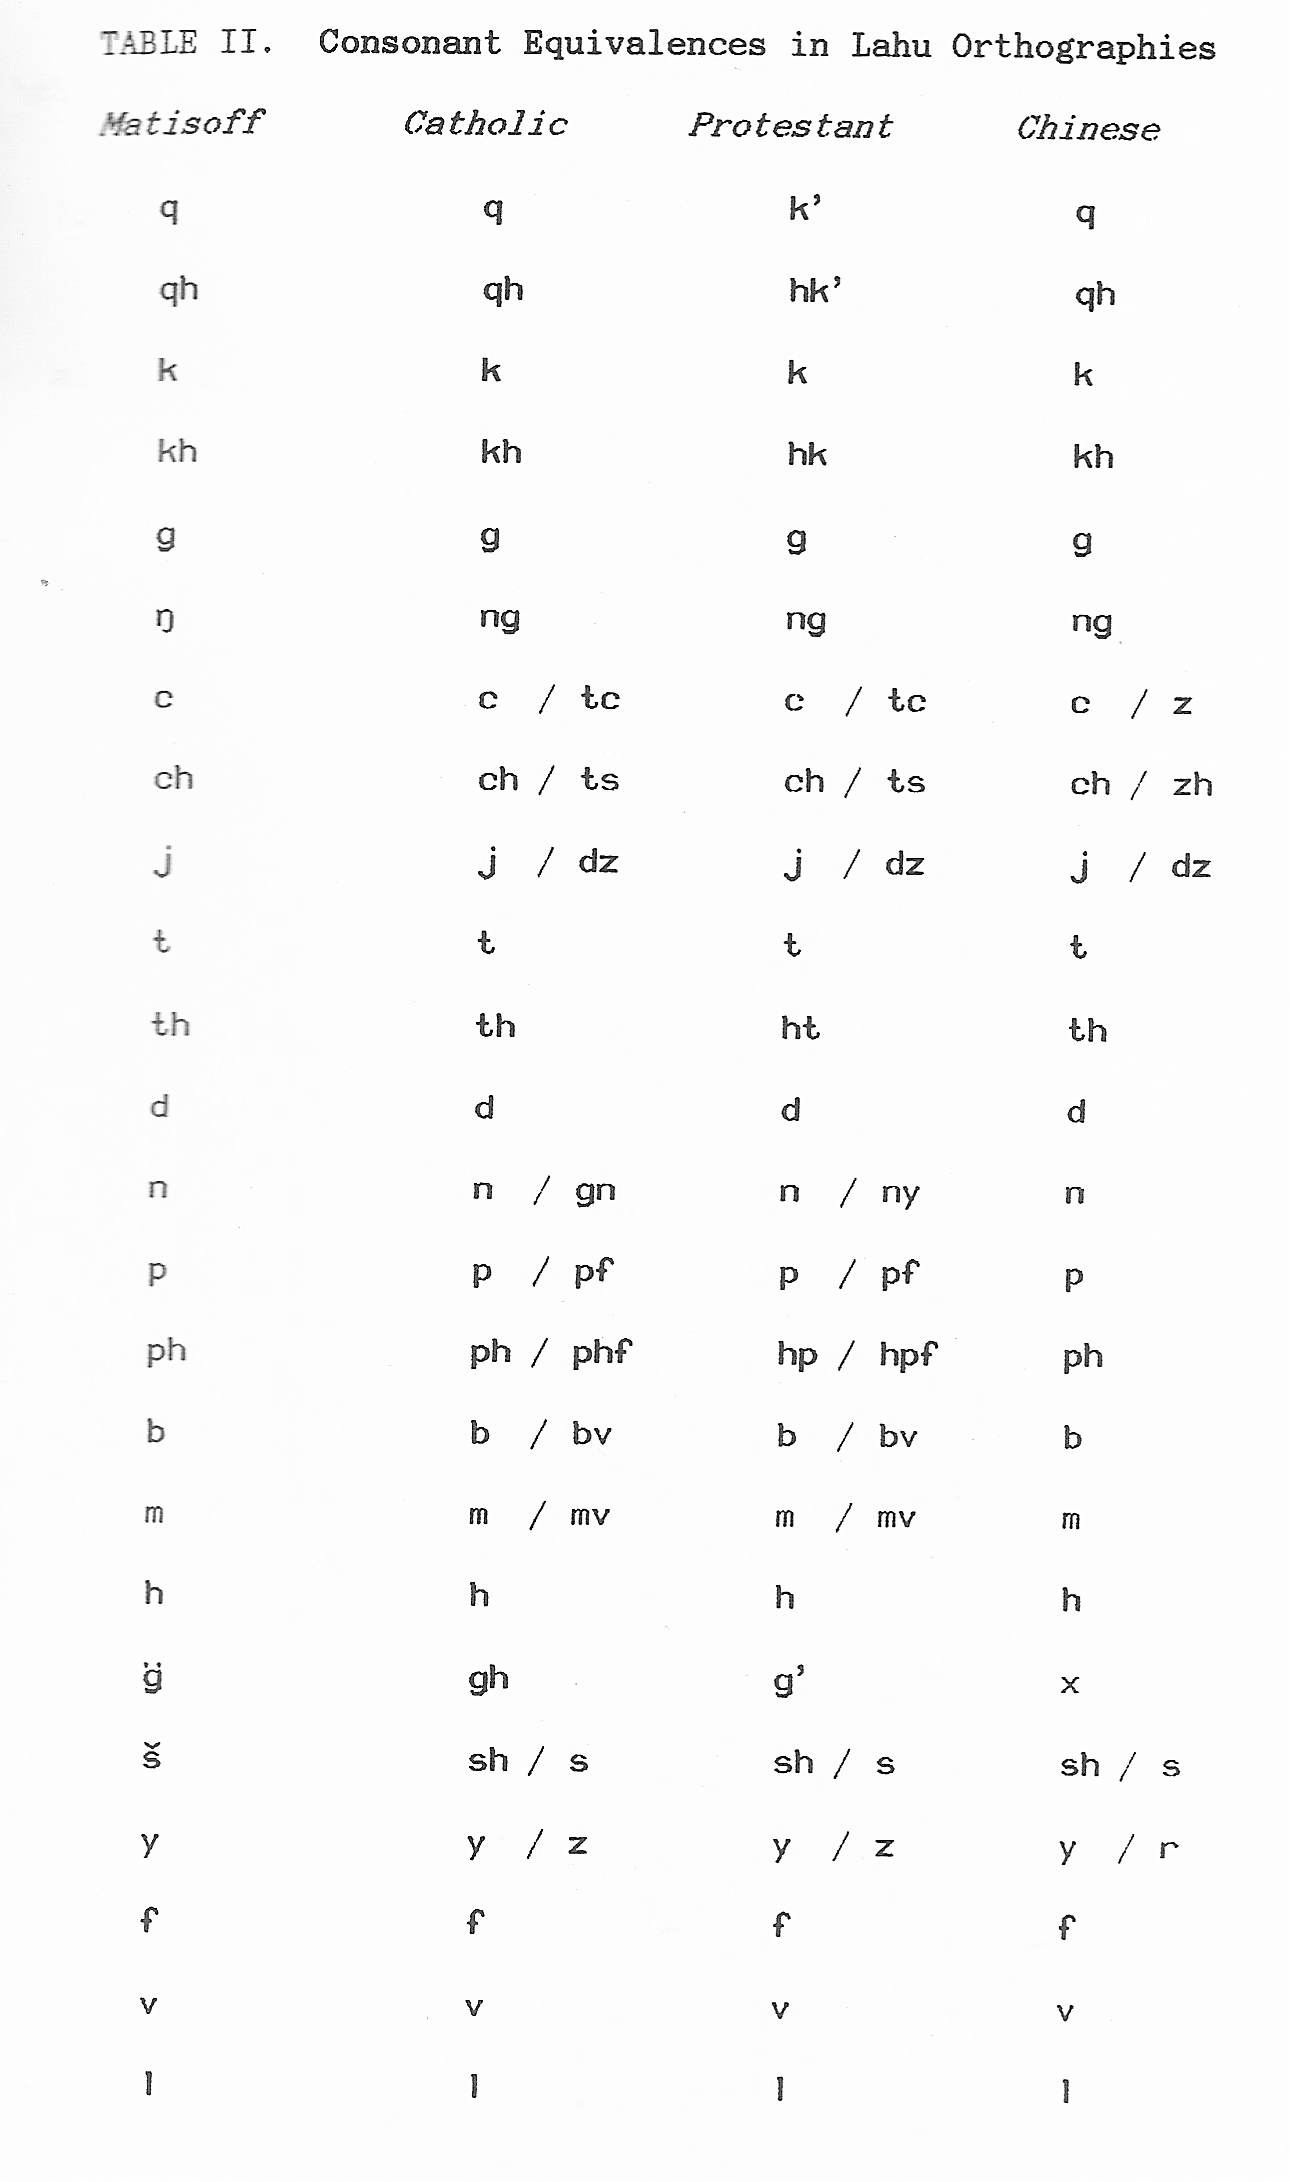 TABLE II. Consonant Equivalences in Lahu Orthographies
Matisoff Catholic Protestant Chinese
q q k’ q
qh qh hk’ qh
k k k k
kh kh hk kh
g g g g
ŋ ng ng ng
c c / tc c / tc c / z
ch ch / ts ch / ts ch / zh
j j / dz j / dz j / dz
t t t t
th th ht th
d d d d
n n / gn n / ny n
p p / pf p / pf p
ph ph / phf hp / hpf ph
b b / bv b / bv b
m m / mv m / mv m
h h h h
g̈ gh g’ x
š sh / s sh / s sh / s
y y / z y / z y / r
f f f f
v v v v
l l l l